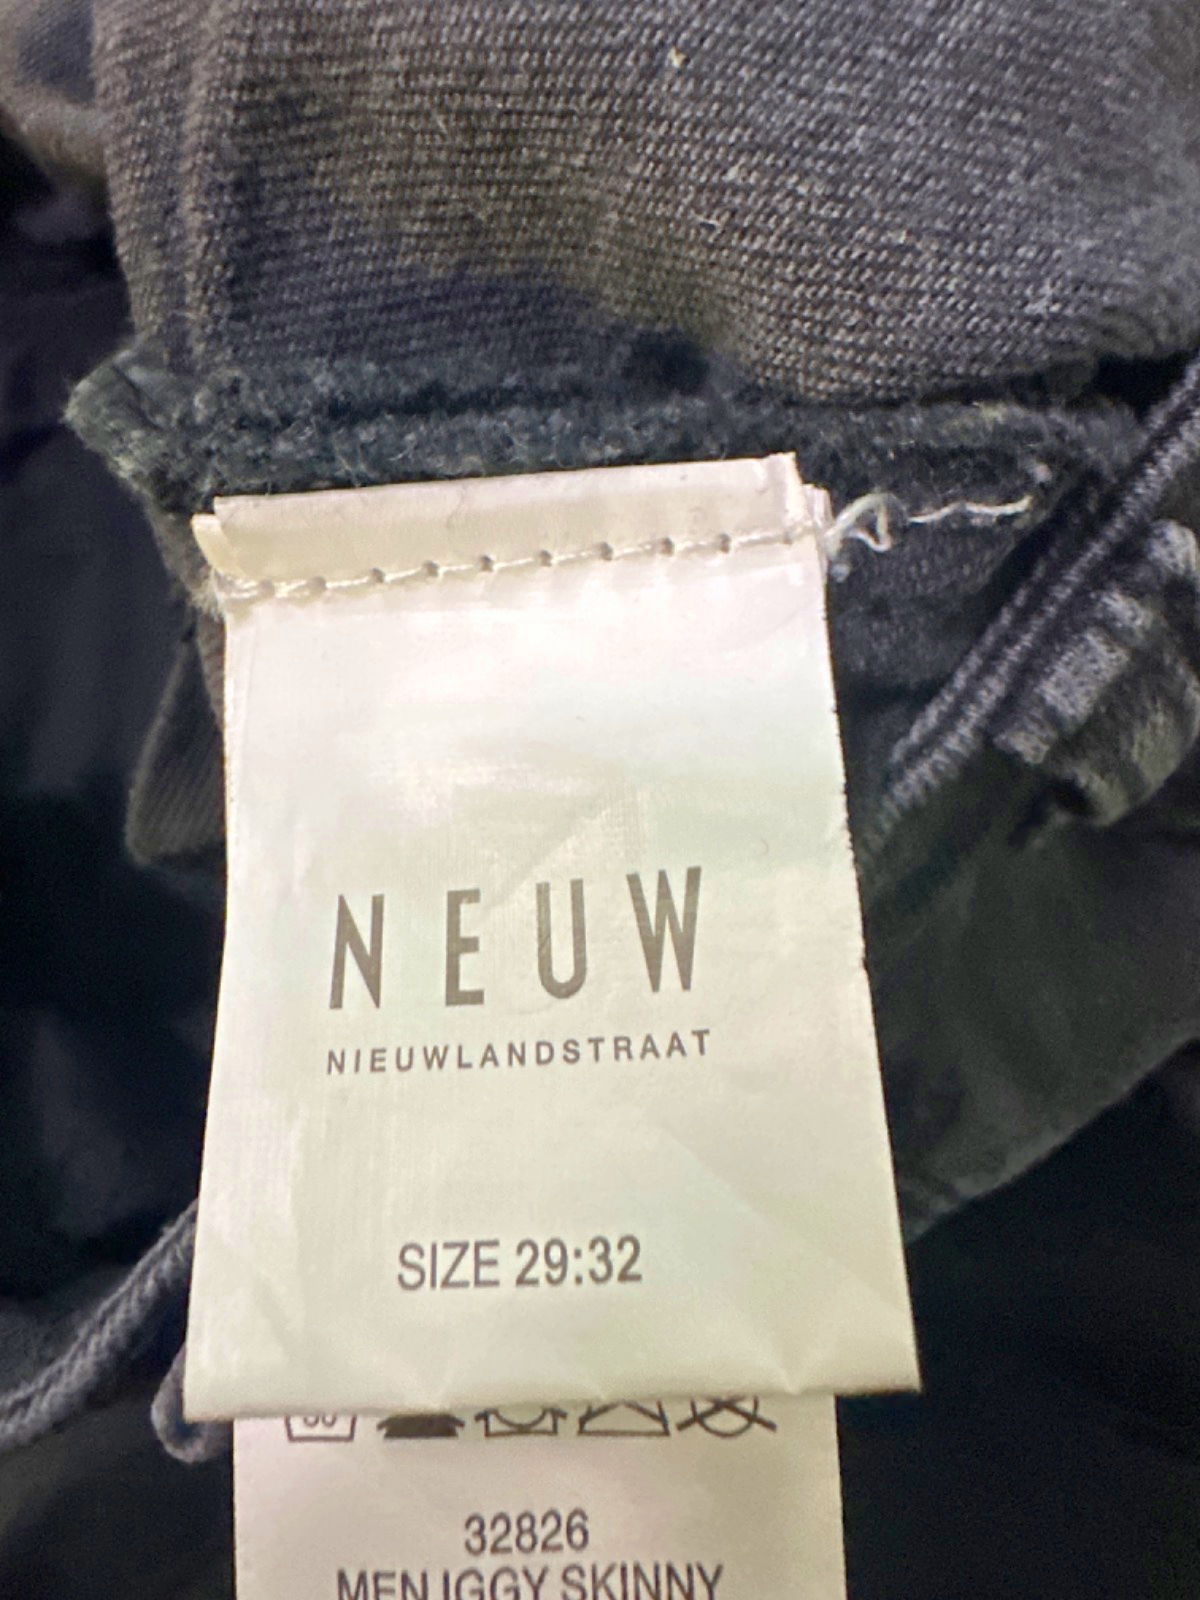 NEUW
NIEUWLANDSTRAAT
SIZE 29:32
32826
MEN IGGY SKINNY